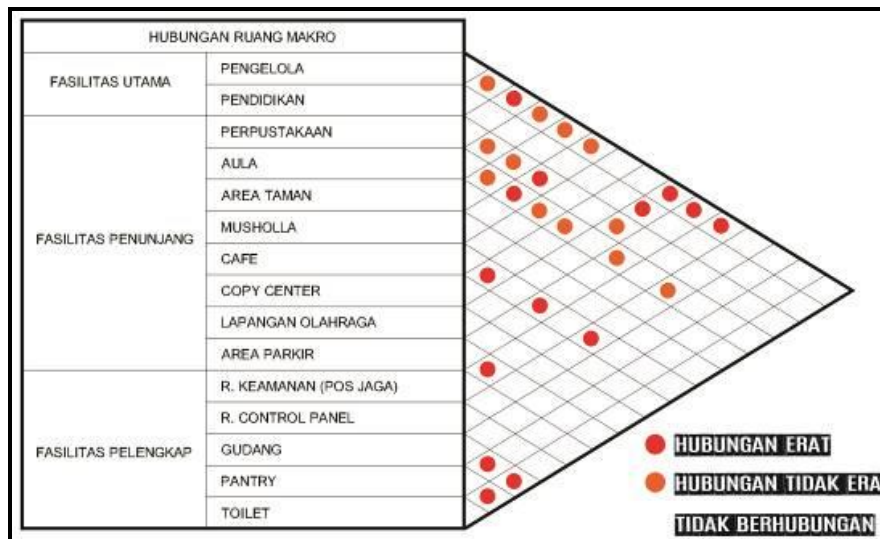 HUBUNGAN RUANG MAKRO
FASILITAS UTAMA
PENGELOLA
PENDIDIKAN
FASILITAS PENUNJANG
PERPUSTAKAAN
AULA
AREA TAMAN
MUSHOLLA
CAFE
COPY CENTER
LAPANGAN OLAHRAGA
AREA PARKIR
FASILITAS PELENGKAP
R. KEAMANAN (POS JAGA)
R. CONTROL PANEL
GUDANG
PANTRY
TOILET
HUBUNGAN ERAT
HUBUNGAN TIDAK ERA
TIDAK BERHUBUNGAN